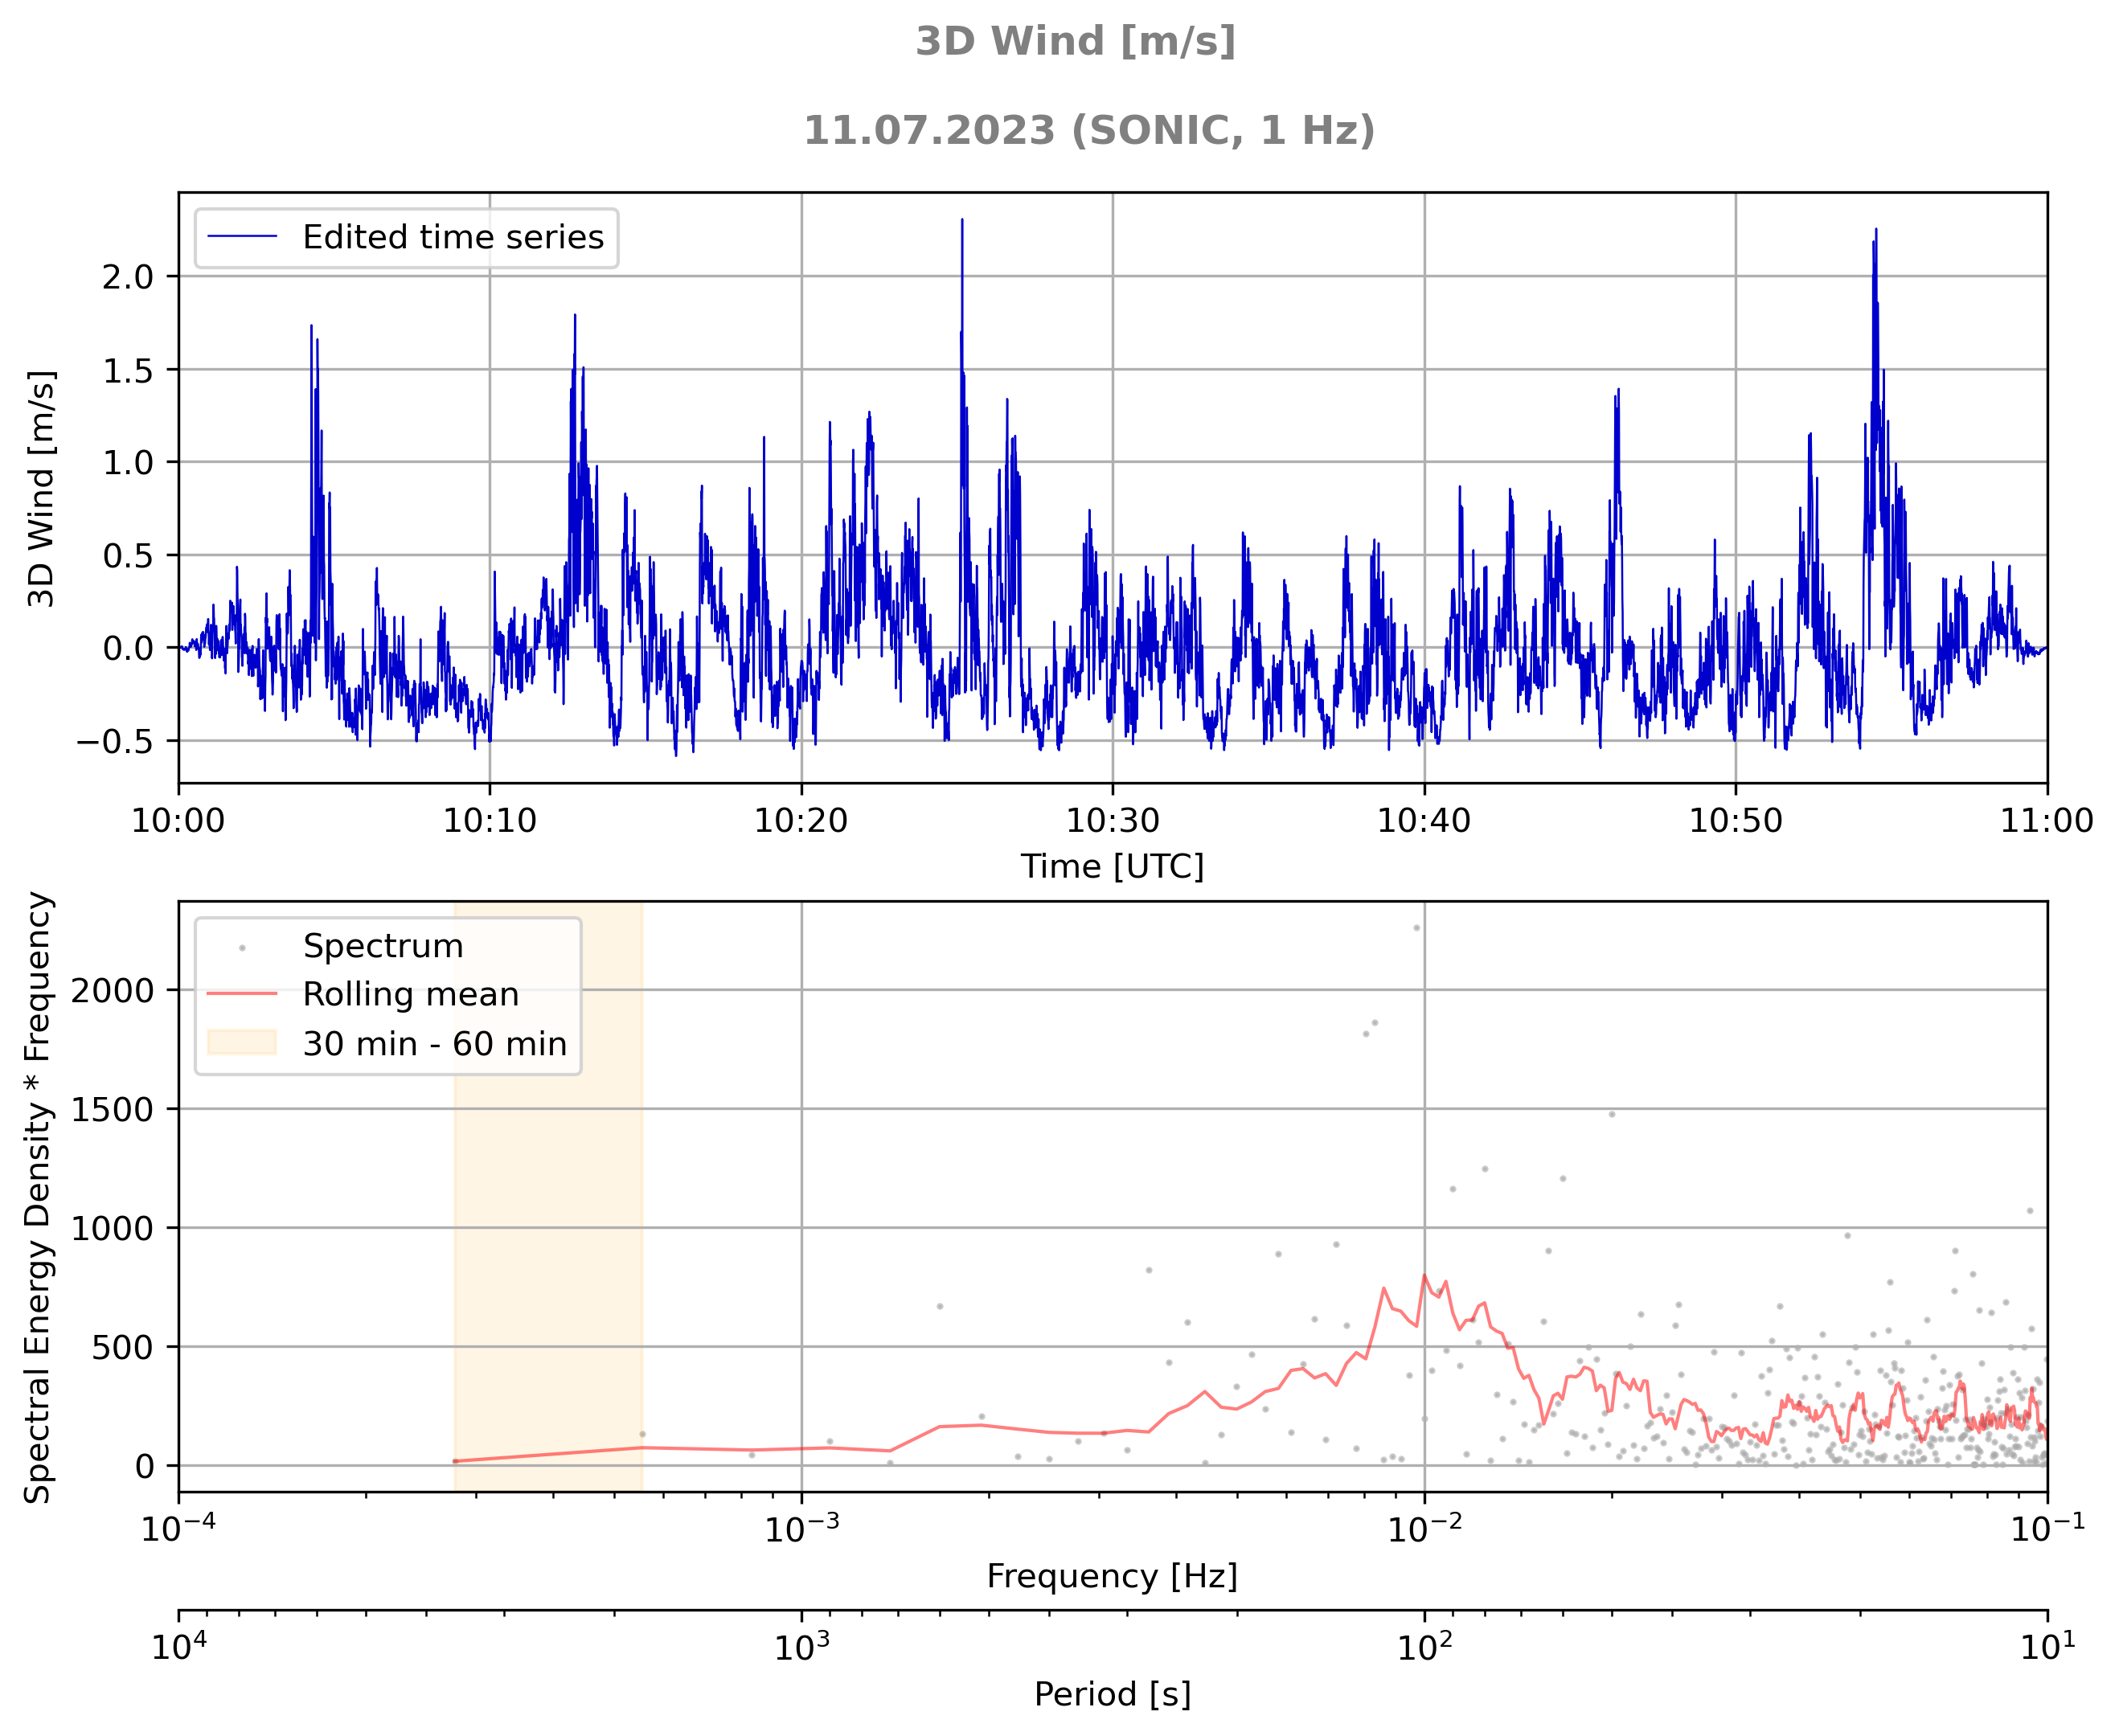 3D Wind [m/s]
11.07.2023 (SONIC, 1 Hz)
Edited time series
3D Wind [m/s]
2.0
1.5
1.0
0.5
0.0
−0.5
10:00 10:10 10:20 10:30 10:40 10:50 11:00
Time [UTC]
Spectrum
Rolling mean
30 min - 60 min
Spectral Energy Density * Frequency
2000
1500
1000
500
0
10⁻⁴ 10⁻³ 10⁻² 10⁻¹
Frequency [Hz]
10⁴ 10³ 10² 10¹
Period [s]